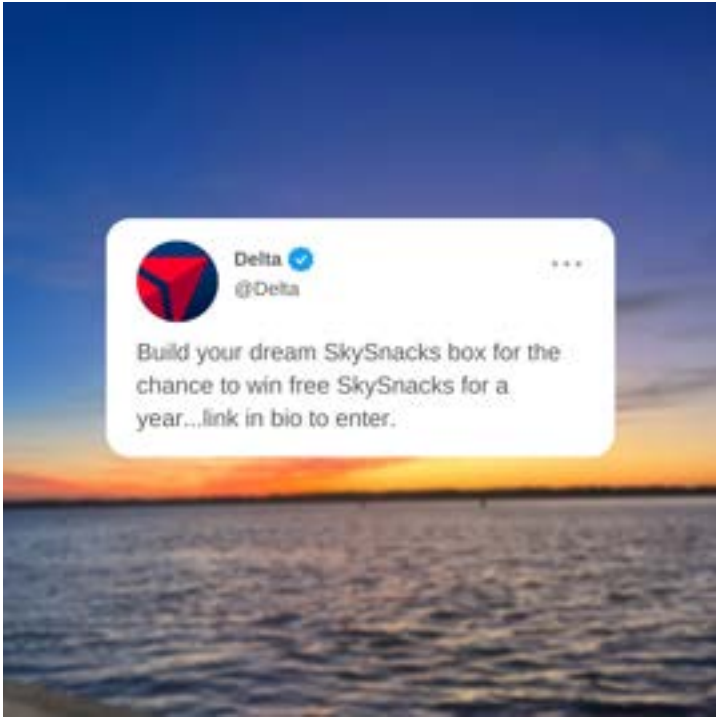 Delta
@Delta
Build your dream SkySnacks box for the
chance to win free SkySnacks for a
year...link in bio to enter.